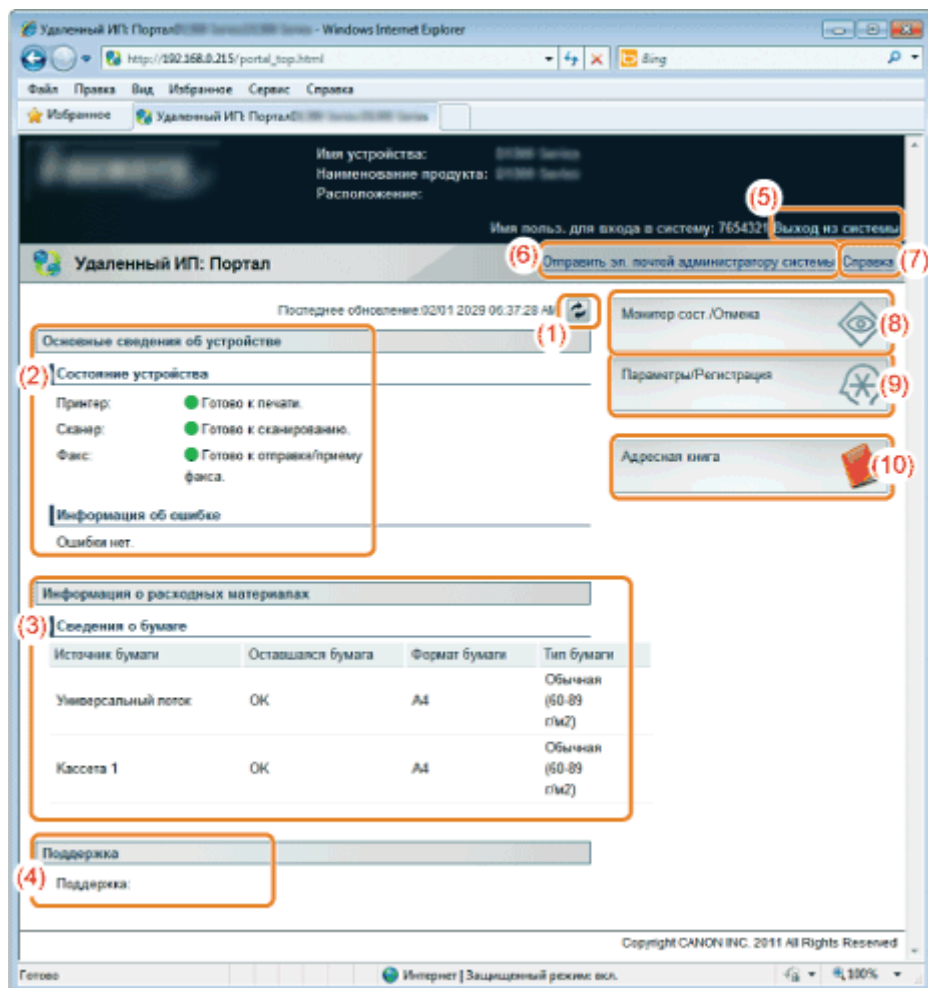 Удаленный ИП: Портал - Windows Internet Explorer
http://192.168.0.215/portal_top.html
Bing
Файл Правка Вид Избранное Сервис Справка
Избранное
Удаленный ИП: Портал
Имя устройства:
Наименование продукта:
Расположение:
(5)
Имя польз. для входа в систему: 7654321 Выход из системы
Удаленный ИП: Портал
(6) Отправить эл. почтой администратору системы Справка (7)
Последнее обновление:02/01 2029 06:37:28 AM
(1)
Монитор сост./Отмена
(8)
Основные сведения об устройстве
(2) Состояние устройства
Параметры/Регистрация
(9)
Принтер: Готово к печати.
Сканер: Готово к сканированию.
Факс: Готово к отправке/приему
факса.
Адресная книга
(10)
Информация об ошибке
Ошибки нет.
Информация о расходных материалах
(3) Сведения о бумаге
Источник бумаги Оставшался бумага Формат бумаги Тип бумаги
Универсальный лоток OK A4 Обычная
(60-89
г/м2)
Кассета 1 OK A4 Обычная
(60-89
г/м2)
Поддержка
(4) Поддержка:
Copyright CANON INC. 2011 All Rights Reserved
Готово
Интернет | Защищенный режим: вкл.
100%